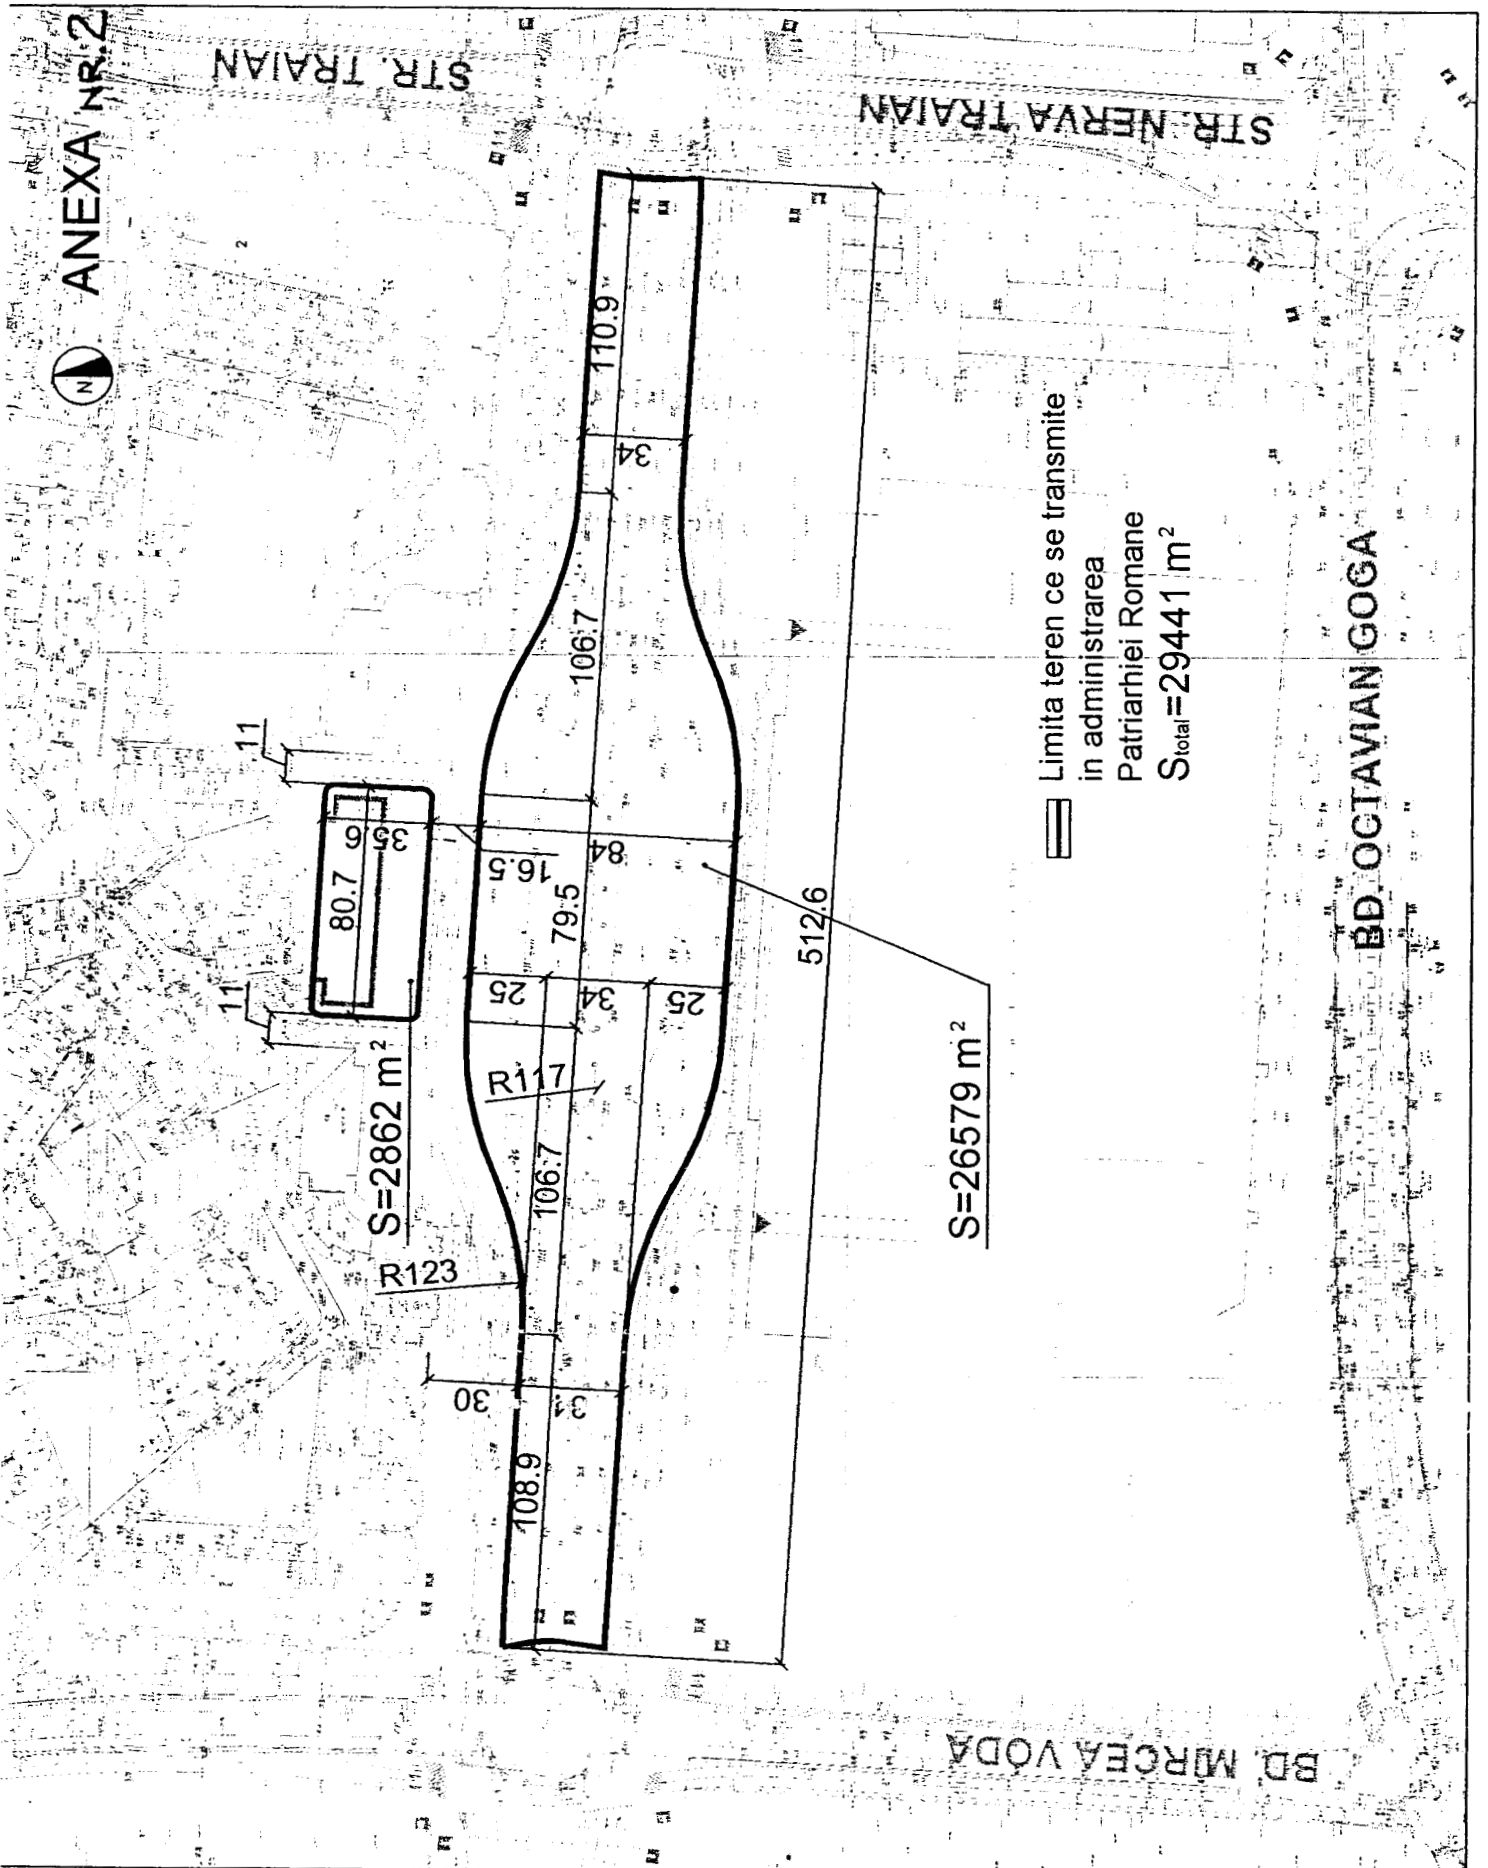 ANEXA NR.2
N
STR. TRAIAN
STR. NERVA TRAIAN
110.9
34
106.7
11
35.6
80.7
16.5
84
79.5
512.6
11
25
34
25
S=2862 m²
R117
106.7
S=26579 m²
R123
30
108.9
Limita teren ce se transmite
in administrarea
Patriarhiei Romane
Stotal=29441 m²
BD. OCTAVIAN GOGA
BD. MIRCEA VODA